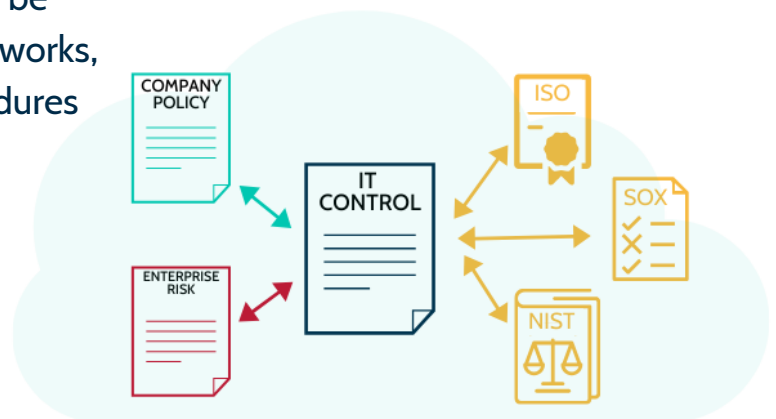 be
works,
dures
COMPANY
POLICY
ENTERPRISE
RISK
IT
CONTROL
ISO
SOX
NIST